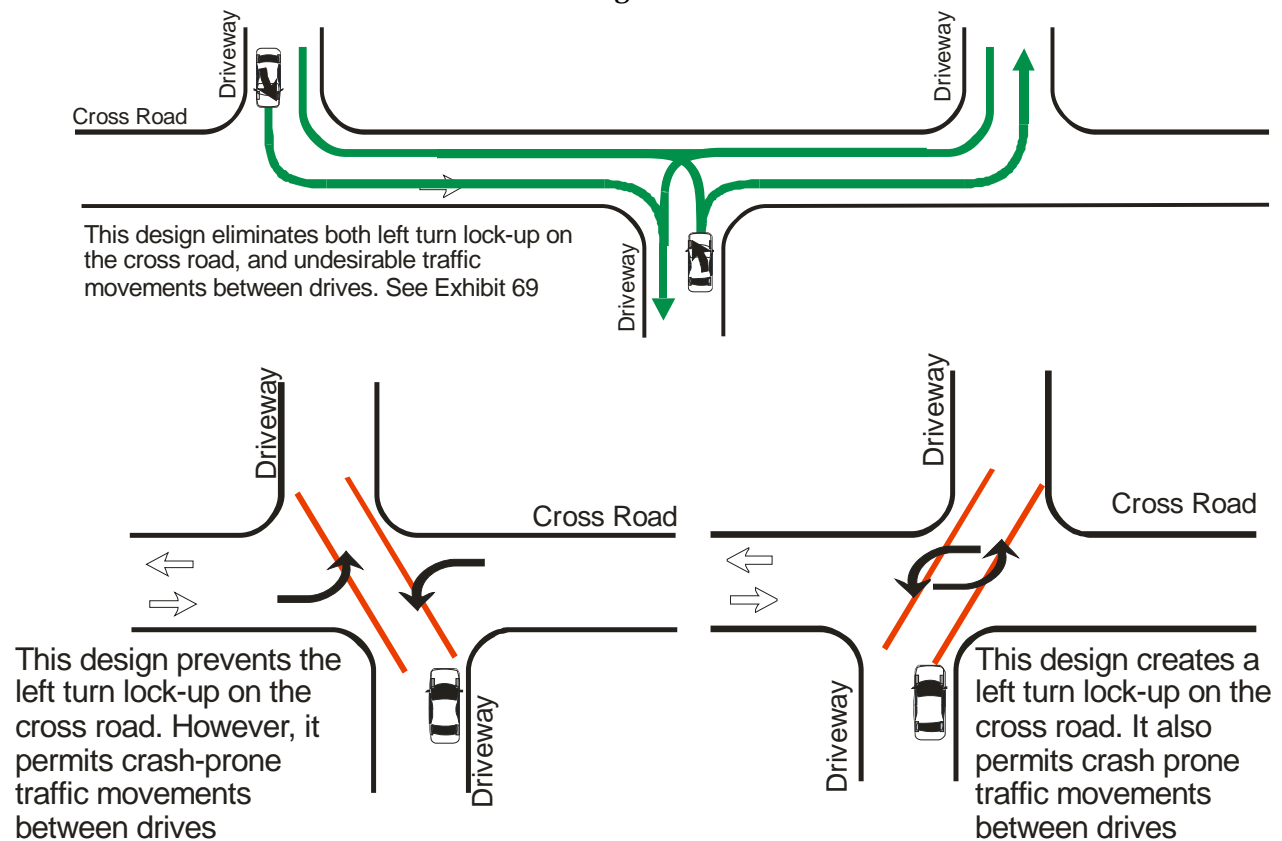 Driveway
Driveway
Cross Road
This design eliminates both left turn lock-up on
the cross road, and undesirable traffic
movements between drives. See Exhibit 69
Driveway
Driveway
Driveway
Cross Road
Cross Road
This design prevents the
left turn lock-up on the
cross road. However, it
permits crash-prone
traffic movements
between drives
Driveway
Driveway
This design creates a
left turn lock-up on the
cross road. It also
permits crash prone
traffic movements
between drives